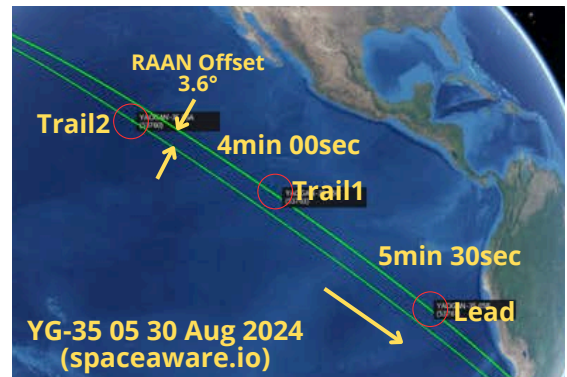 RAAN Offset
3.6°
Trail2
4min 00sec
Trail1
5min 30sec
Lead
YG-35 05 30 Aug 2024
(spaceaware.io)